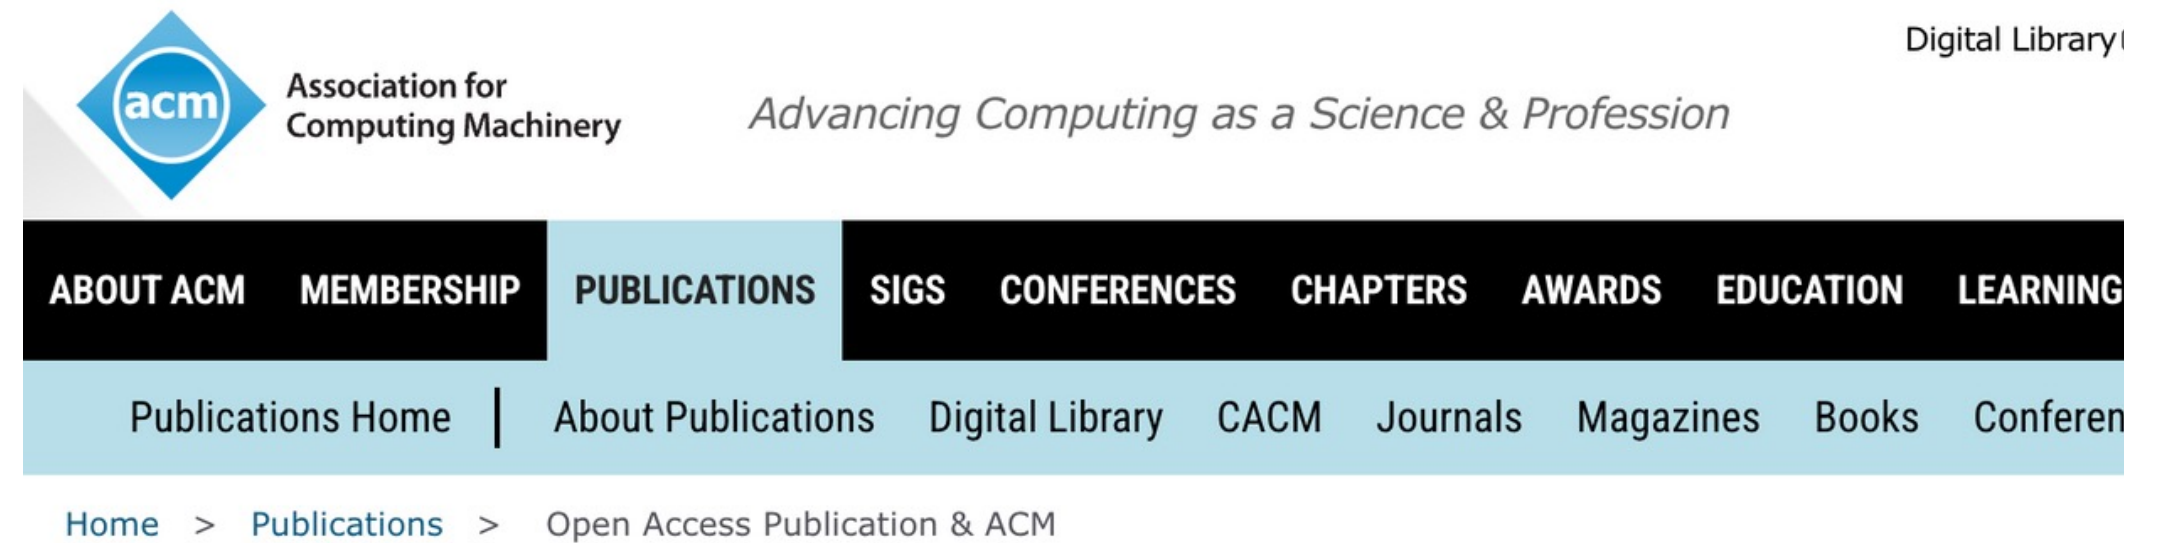 Digital Library
acm
Association for
Computing Machinery
Advancing Computing as a Science & Profession
ABOUT ACM MEMBERSHIP PUBLICATIONS SIGS CONFERENCES CHAPTERS AWARDS EDUCATION LEARNING
Publications Home | About Publications Digital Library CACM Journals Magazines Books Conferen
Home > Publications > Open Access Publication & ACM